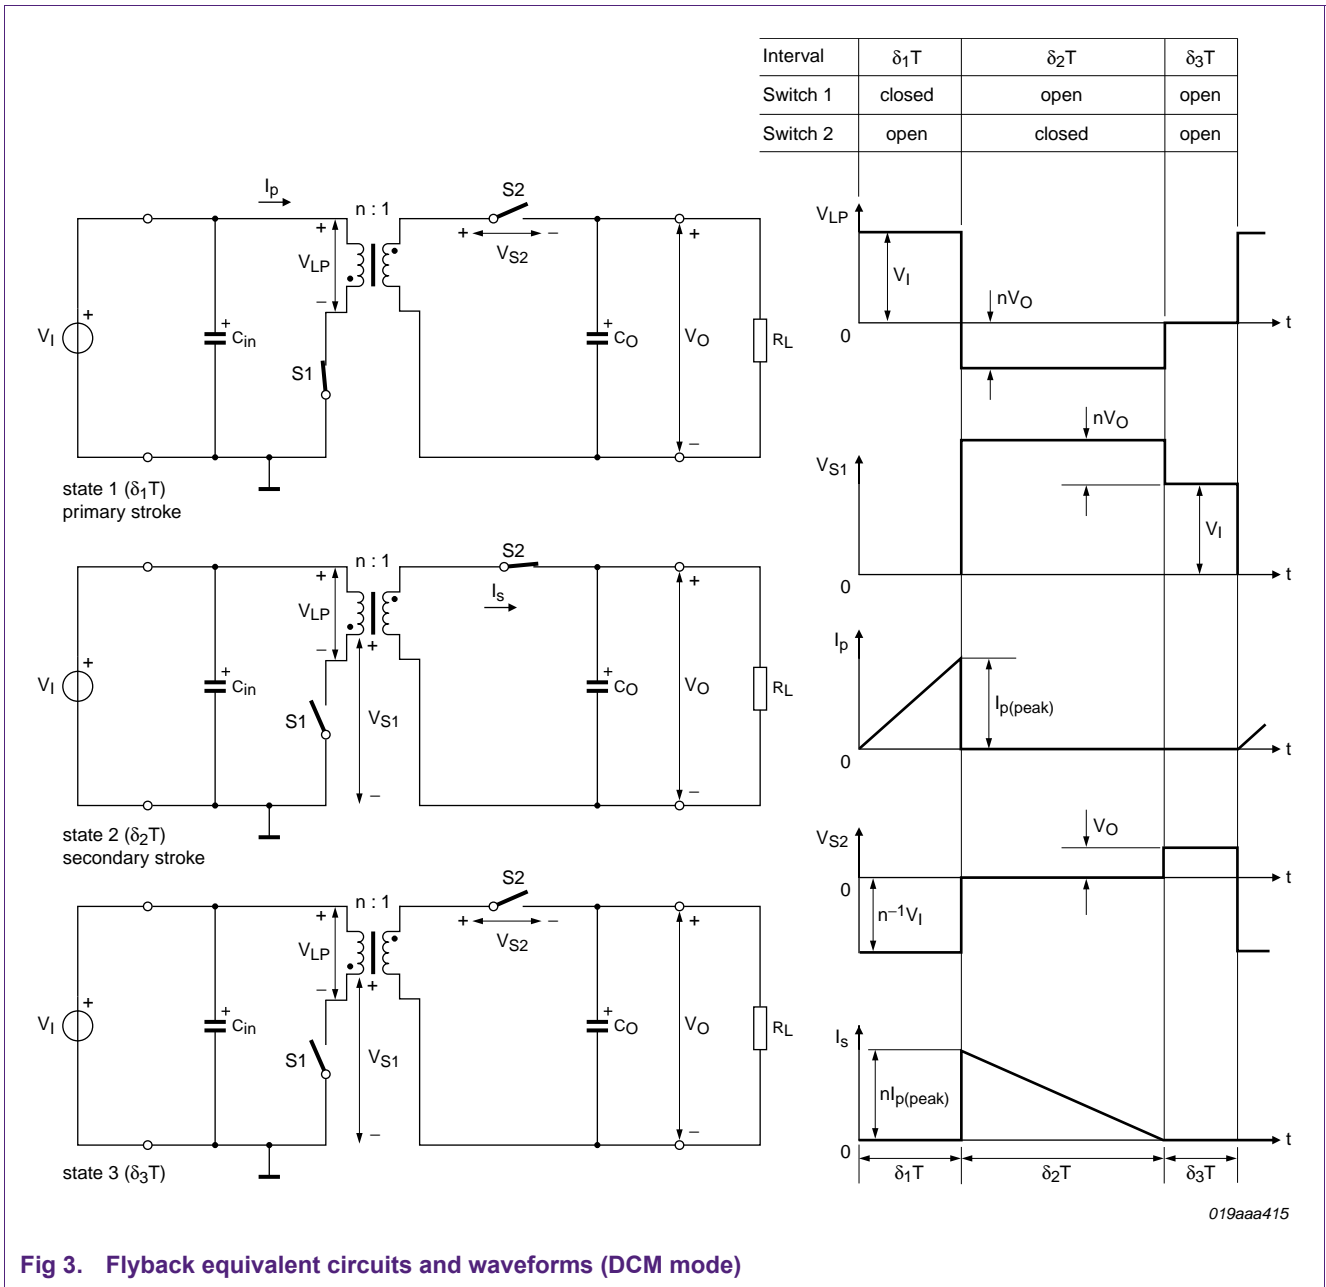 Interval δ1T δ2T δ3T
Switch 1 closed open open
Switch 2 open closed open
Ip
n : 1
S2
+ + − +
VLP
VS2
−
VI
+
+
Cin
S1
+
CO
VO
RL
−
state 1 (δ1T)
primary stroke
n : 1
S2
+
VLP
Is
+
−
+
VI
+
+
Cin
S1
VS1
+
CO
VO
RL
−
−
state 2 (δ2T)
secondary stroke
n : 1
S2
+ + − +
VLP
VS2
−
+
VI
+
+
Cin
S1
VS1
+
CO
VO
RL
−
−
state 3 (δ3T)
VLP
VI
nVO
0
t
nVO
VS1
VI
0
t
Ip
Ip(peak)
0
t
VO
VS2
0
t
n−1VI
Is
nIp(peak)
0
t
δ1T δ2T δ3T
019aaa415
Fig 3. Flyback equivalent circuits and waveforms (DCM mode)